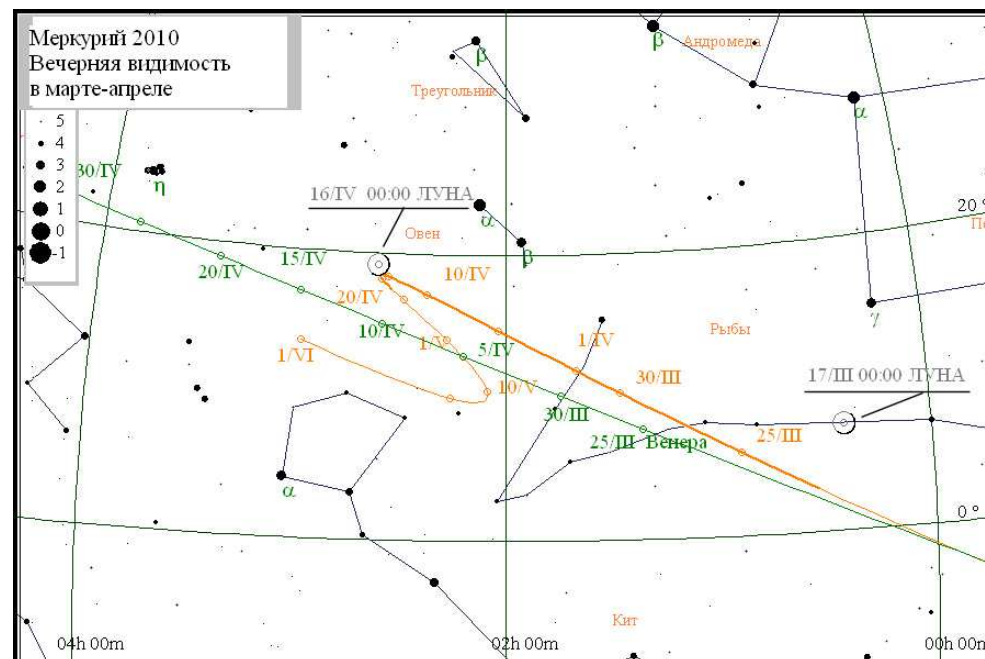 Меркурий 2010
Вечерняя видимость
в марте-апреле
5
4
3
2
1
0
-1
β
β
Андромеда
Треугольник
α
30/IV
η
16/IV 00:00 ЛУНА
α
20 °
Овен
β
15/IV
20/IV
10/IV
20/IV
γ
Рыбы
10/IV
1/V
5/IV
1/IV
1/VI
30/III
17/III 00:00 ЛУНА
10/V
30/III
25/III Венера
25/III
α
0 °
Кит
04h 00m
02h 00m
00h 00m